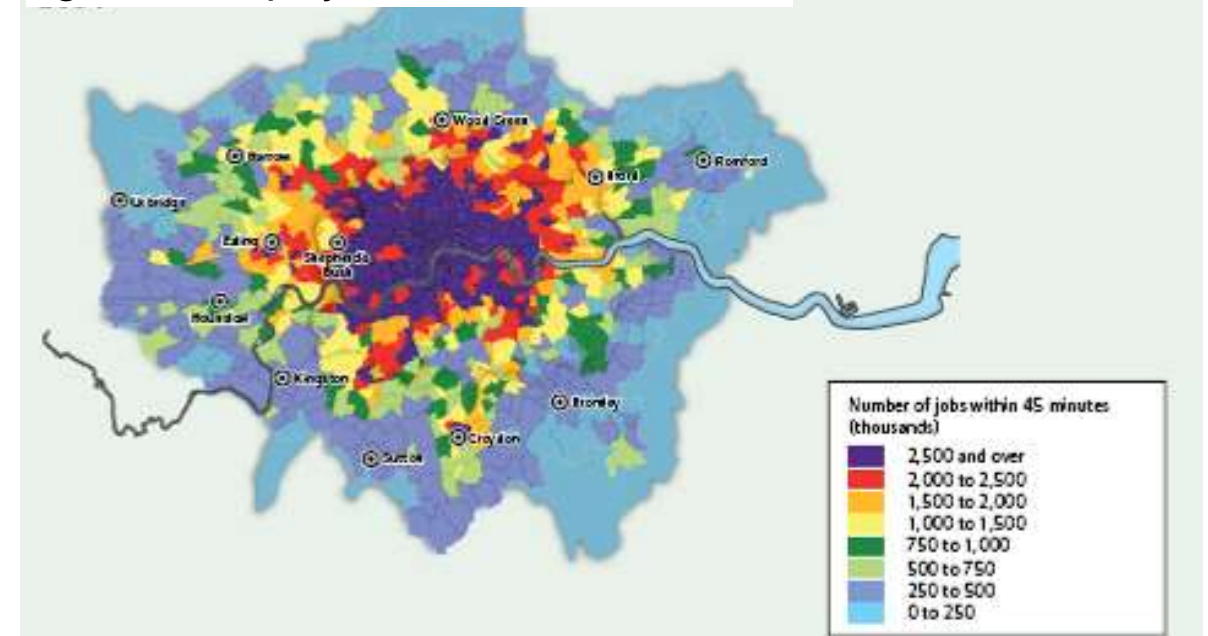 Wood Green
Harrow
Romford
Ilford
Uxbridge
Ealing
Shepherd's
Bush
Hounslow
Kingston
Bromley
Croydon
Sutton
Number of jobs within 45 minutes
(thousands)
2,500 and over
2,000 to 2,500
1,500 to 2,000
1,000 to 1,500
750 to 1,000
500 to 750
250 to 500
0 to 250